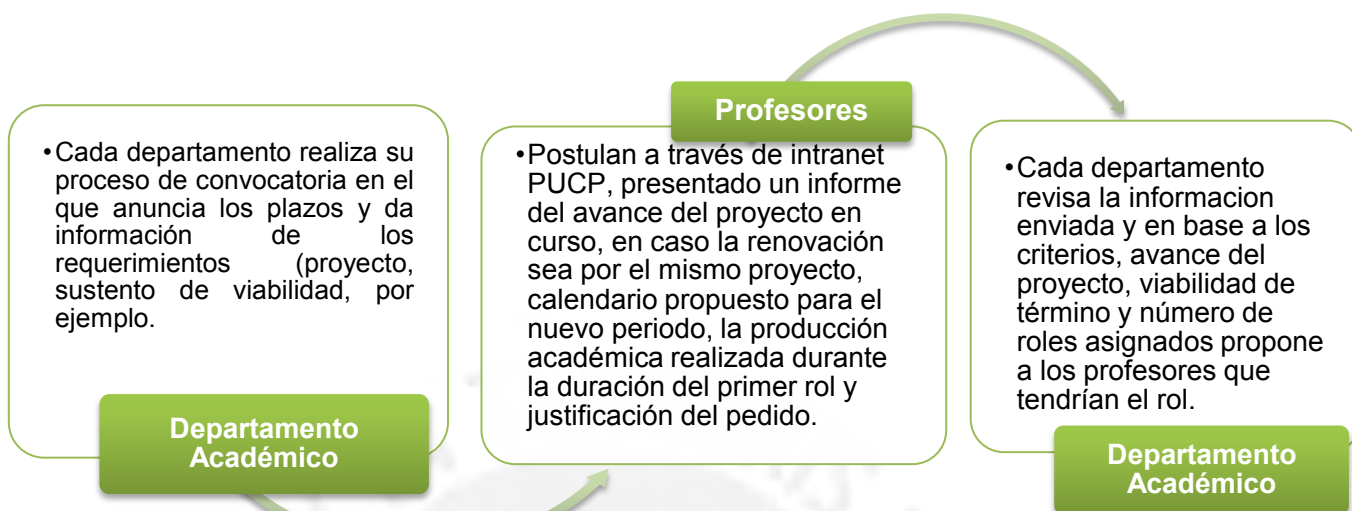 •Cada departamento realiza su
proceso de convocatoria en el
que anuncia los plazos y da
información de los
requerimientos (proyecto,
sustento de viabilidad, por
ejemplo.
Departamento
Académico
Profesores
•Postulan a través de intranet
PUCP, presentado un informe
del avance del proyecto en
curso, en caso la renovación
sea por el mismo proyecto,
calendario propuesto para el
nuevo periodo, la producción
académica realizada durante
la duración del primer rol y
justificación del pedido.
•Cada departamento
revisa la informacion
enviada y en base a los
criterios, avance del
proyecto, viabilidad de
término y número de
roles asignados propone
a los profesores que
tendrían el rol.
Departamento
Académico